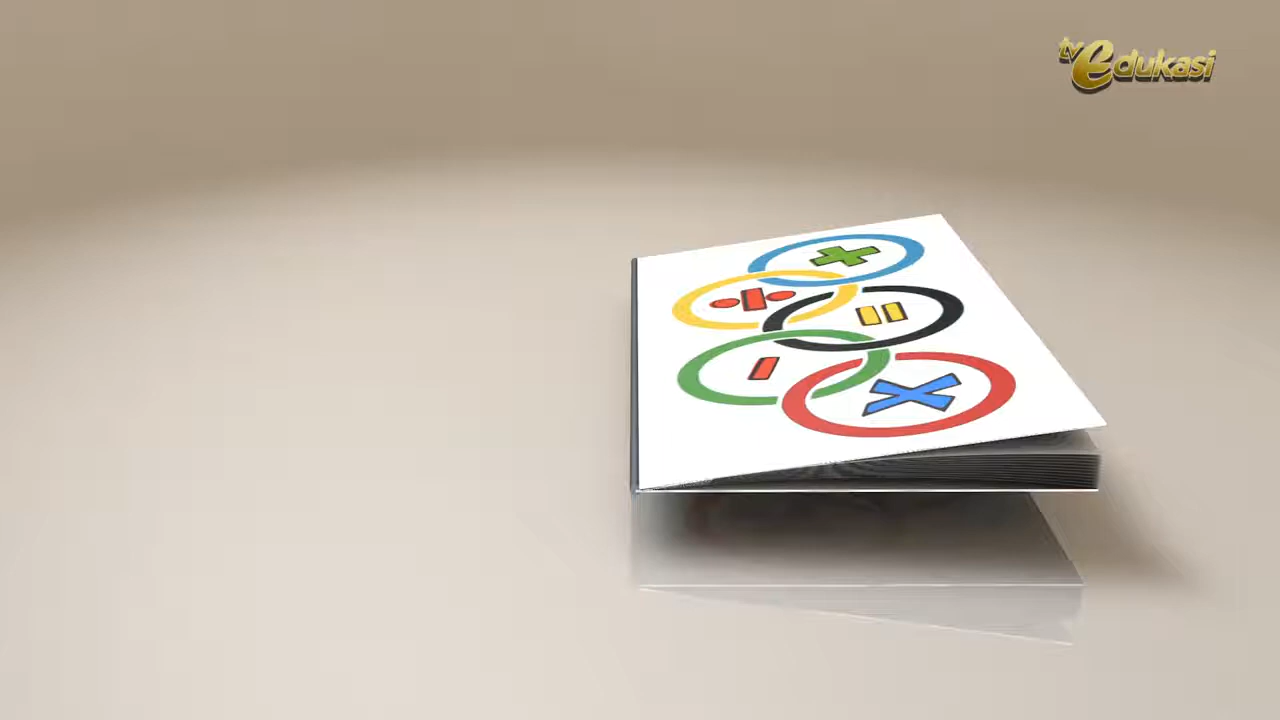 tv edukasi
+
÷ =
- ×